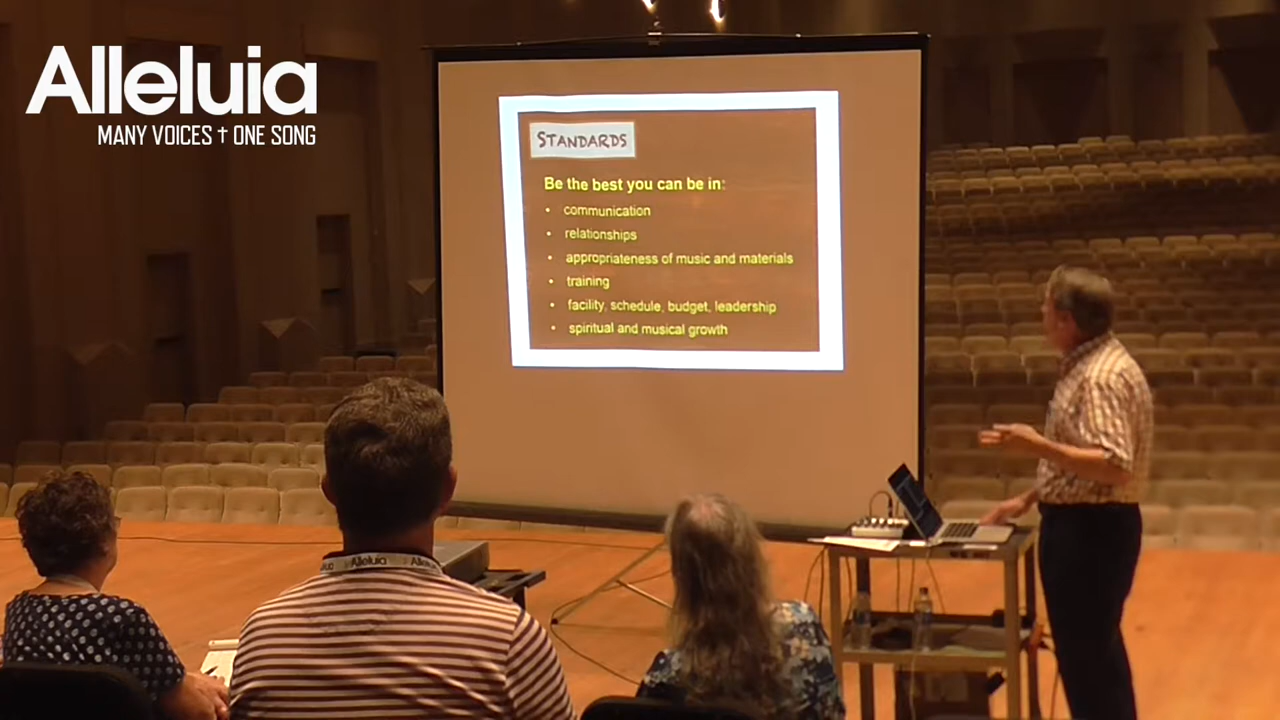 Alleluia
MANY VOICES † ONE SONG
STANDARDS
Be the best you can be in:
• communication
• relationships
• appropriateness of music and materials
• training
• facility, schedule, budget, leadership
• spiritual and musical growth
Alleluia